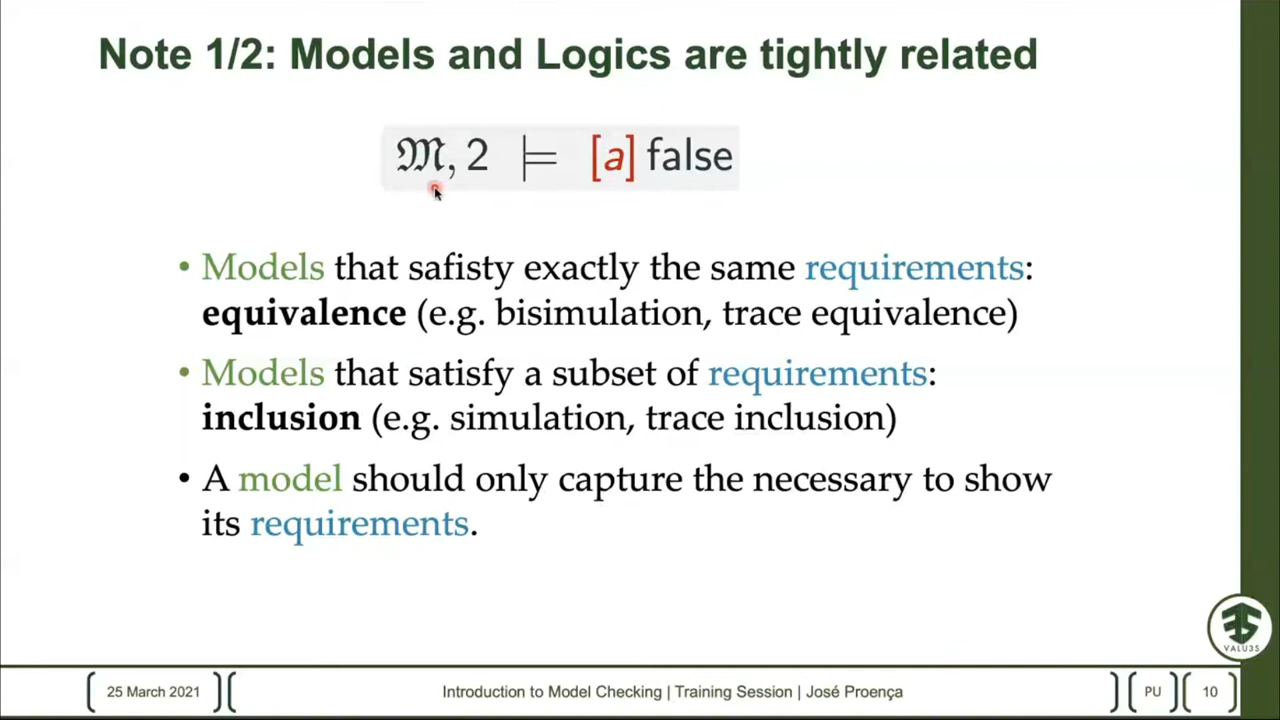 Note 1/2: Models and Logics are tightly related
𝔐, 2 ⊨ [a] false
• Models that safisty exactly the same requirements:
equivalence (e.g. bisimulation, trace equivalence)
• Models that satisfy a subset of requirements:
inclusion (e.g. simulation, trace inclusion)
• A model should only capture the necessary to show
its requirements.
VALU3S
25 March 2021
Introduction to Model Checking | Training Session | José Proença
PU
10